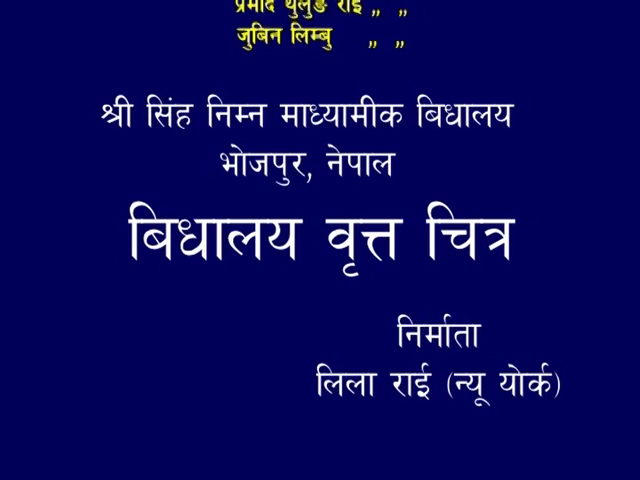 प्रमोद थुलुङ राई ,, ,,
जुबिन लिम्बु ,, ,,
श्री सिंह निम्न माध्यामीक बिधालय
भोजपुर, नेपाल
बिधालय वृत्त चित्र
निर्माता
लिला राई (न्यू योर्क)